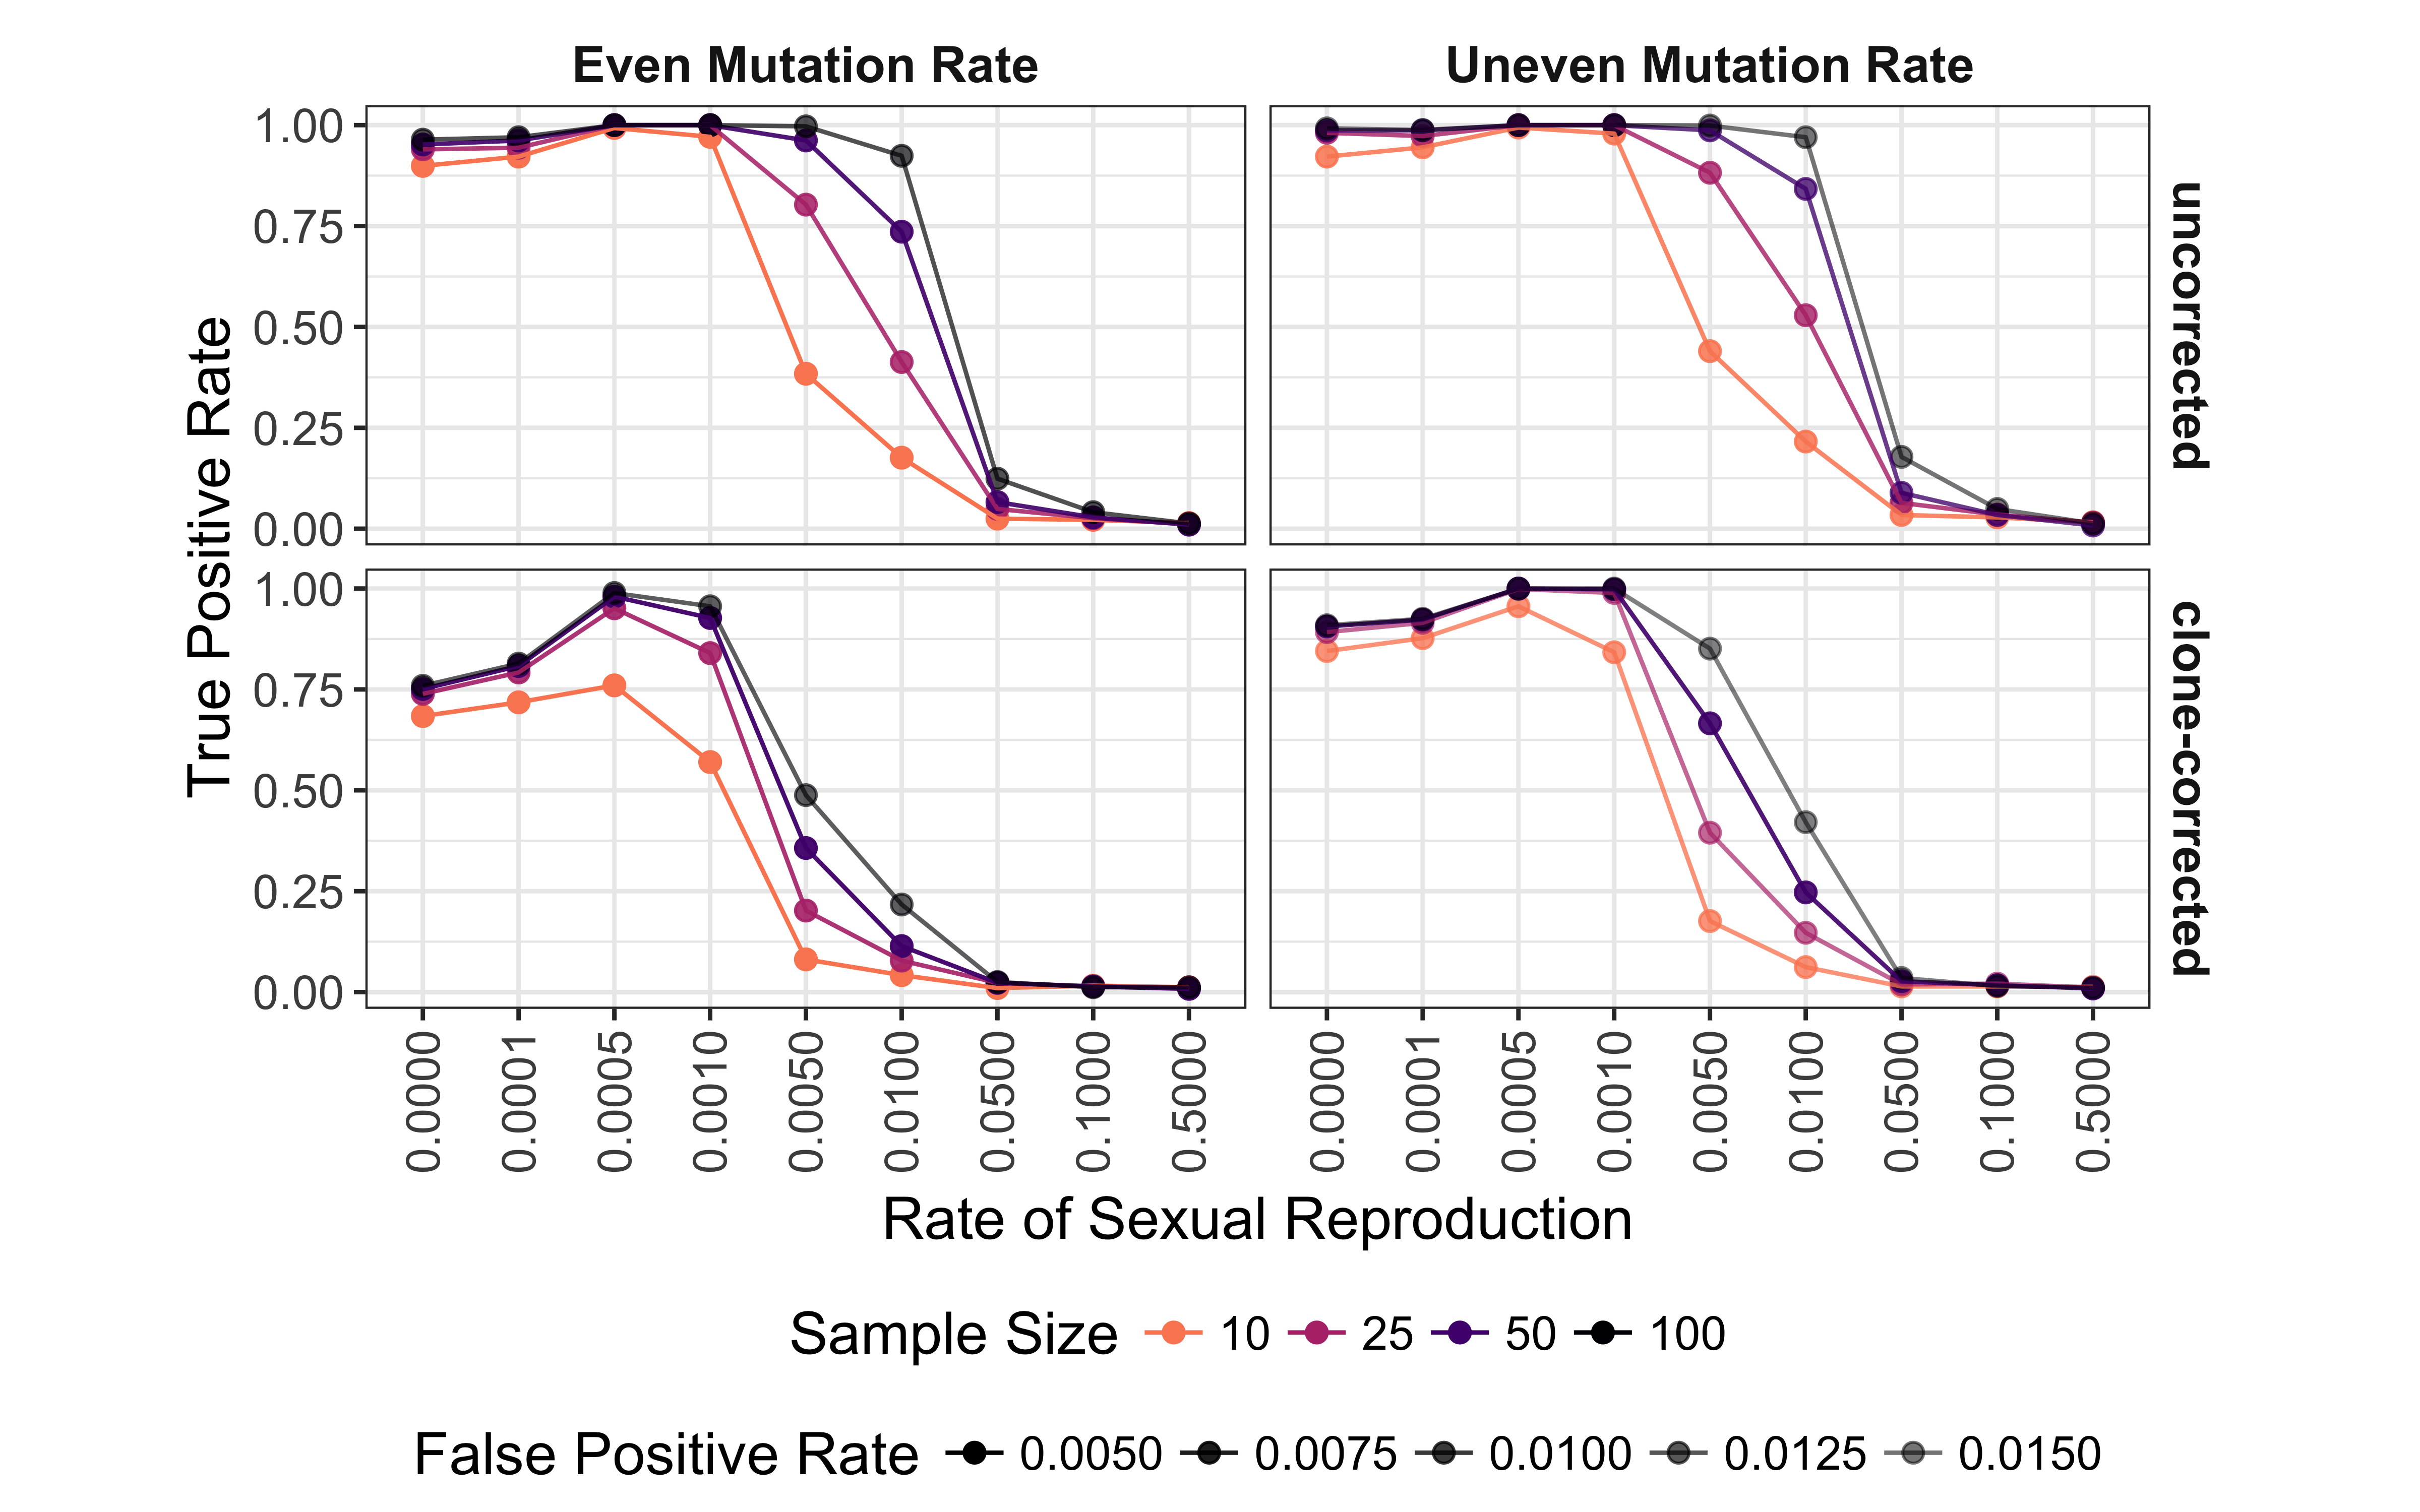 Even Mutation Rate Uneven Mutation Rate
True Positive Rate
1.00
0.75
0.50
0.25
0.00
uncorrected
1.00
0.75
0.50
0.25
0.00
clone-corrected
0.0000 0.0001 0.0005 0.0010 0.0050 0.0100 0.0500 0.1000 0.5000 0.0000 0.0001 0.0005 0.0010 0.0050 0.0100 0.0500 0.1000 0.5000
Rate of Sexual Reproduction
Sample Size 10 25 50 100
False Positive Rate 0.0050 0.0075 0.0100 0.0125 0.0150